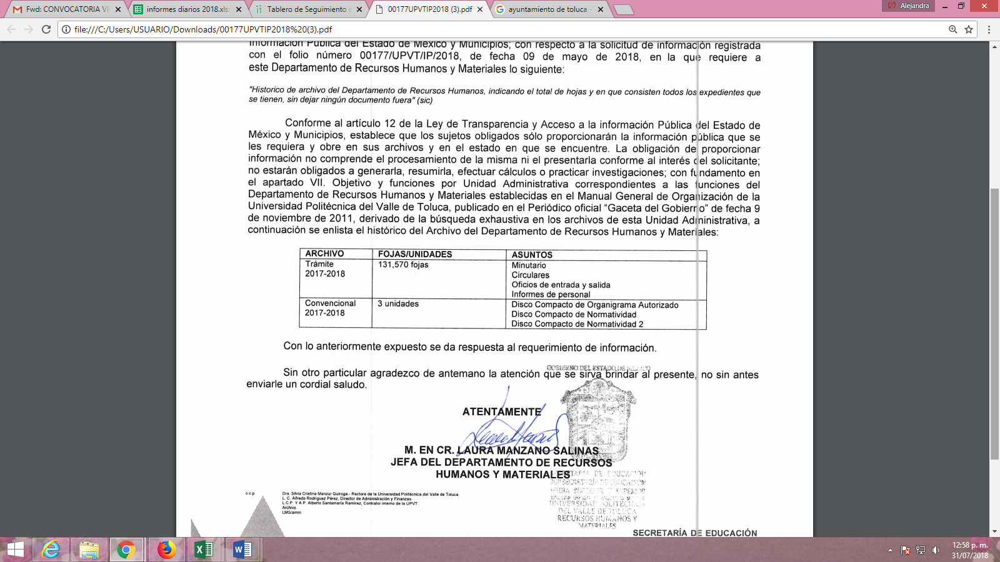 Fwd: CONVOCATORIA VI
informes diarios 2018.xlsx
Tablero de Seguimiento
00177UPVTIP2018 (3).pdf
ayuntamiento de toluca -
Alejandra
file:///C:/Users/USUARIO/Downloads/00177UPVTIP2018%20(3).pdf
Información Pública del Estado de México y Municipios; con respecto a la solicitud de información registrada
con el folio número 00177/UPVT/IP/2018, de fecha 09 de mayo de 2018, en la que requiere a
este Departamento de Recursos Humanos y Materiales lo siguiente:
"Historico de archivo del Departamento de Recursos Humanos, indicando el total de hojas y en que consisten todos los expedientes que
se tienen, sin dejar ningún documento fuera" (sic)
Conforme al artículo 12 de la Ley de Transparencia y Acceso a la información Pública del Estado de
México y Municipios, establece que los sujetos obligados sólo proporcionarán la información pública que se
les requiera y obre en sus archivos y en el estado en que se encuentre. La obligación de proporcionar
información no comprende el procesamiento de la misma ni el presentarla conforme al interés del solicitante;
no estarán obligados a generarla, resumirla, efectuar cálculos o practicar investigaciones; con fundamento en
el apartado VII. Objetivo y funciones por Unidad Administrativa correspondientes a las funciones del
Departamento de Recursos Humanos y Materiales establecidas en el Manual General de Organización de la
Universidad Politécnica del Valle de Toluca, publicado en el Periódico oficial “Gaceta del Gobierno” de fecha 9
de noviembre de 2011, derivado de la búsqueda exhaustiva en los archivos de esta Unidad Administrativa, a
continuación se enlista el histórico del Archivo del Departamento de Recursos Humanos y Materiales:
ARCHIVO FOJAS/UNIDADES ASUNTOS
Trámite 131,570 fojas Minutario
2017-2018 Circulares
Oficios de entrada y salida
Informes de personal
Convencional 3 unidades Disco Compacto de Organigrama Autorizado
2017-2018 Disco Compacto de Normatividad
Disco Compacto de Normatividad 2
Con lo anteriormente expuesto se da respuesta al requerimiento de información.
GOBIERNO DEL ESTADO DE MÉXICO
Sin otro particular agradezco de antemano la atención que se sirva brindar al presente, no sin antes
enviarle un cordial saludo.
ATENTAMENTE
M. EN CR. LAURA MANZANO SALINAS
JEFA DEL DEPARTAMENTO DE RECURSOS
HUMANOS Y MATERIALES
SECRETARÍA DE EDUCACIÓN
SUBSECRETARÍA DE EDUCACIÓN
MEDIA SUPERIOR Y SUPERIOR
UNIVERSIDAD POLITÉCNICA
DEL VALLE DE TOLUCA
RECURSOS HUMANOS Y
MATERIALES
c.c.p. Dra. Silvia Cristina Manzur Quiroga.- Rectora de la Universidad Politécnica del Valle de Toluca.
L. C. Alfredo Rodríguez Pérez, Director de Administración y Finanzas.
L.C.P. Y A.P. Alberto Santamaría Ramírez, Contralor interno de la UPVT.
Archivo.
LMS/amm
SECRETARÍA DE EDUCACIÓN
12:58 p. m.
31/07/2018